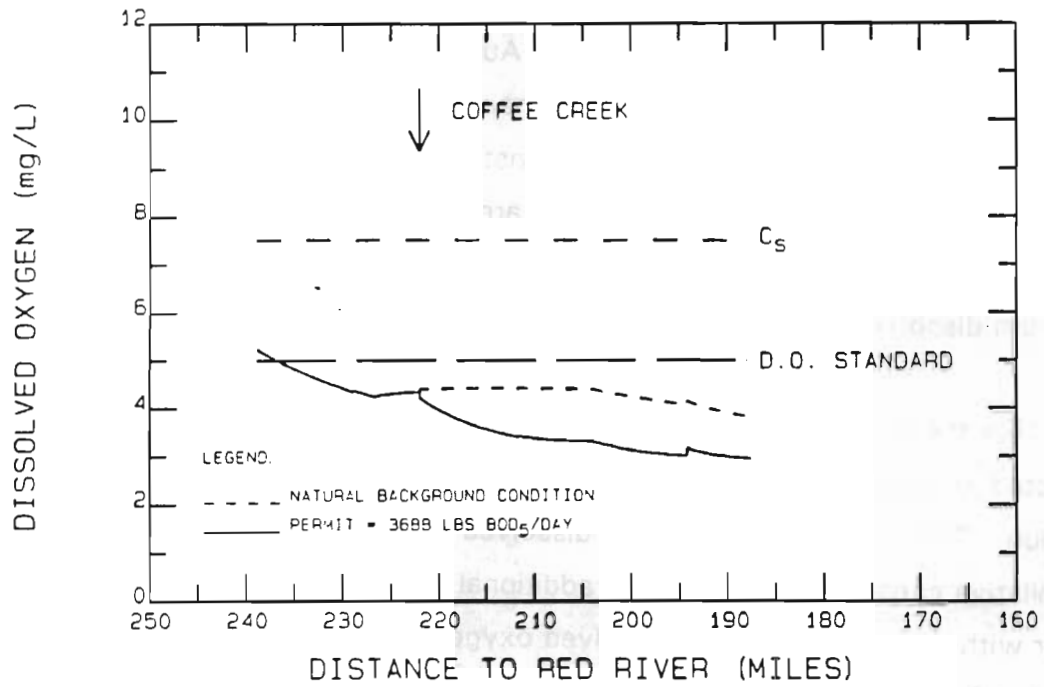 DISSOLVED OXYGEN (mg/L)
12
10
8
6
4
2
0
COFFEE CREEK
C_S
D.O. STANDARD
LEGEND:
NATURAL BACKGROUND CONDITION
PERMIT = 3688 LBS BOD5/DAY
250 240 230 220 210 200 190 180 170 160
DISTANCE TO RED RIVER (MILES)